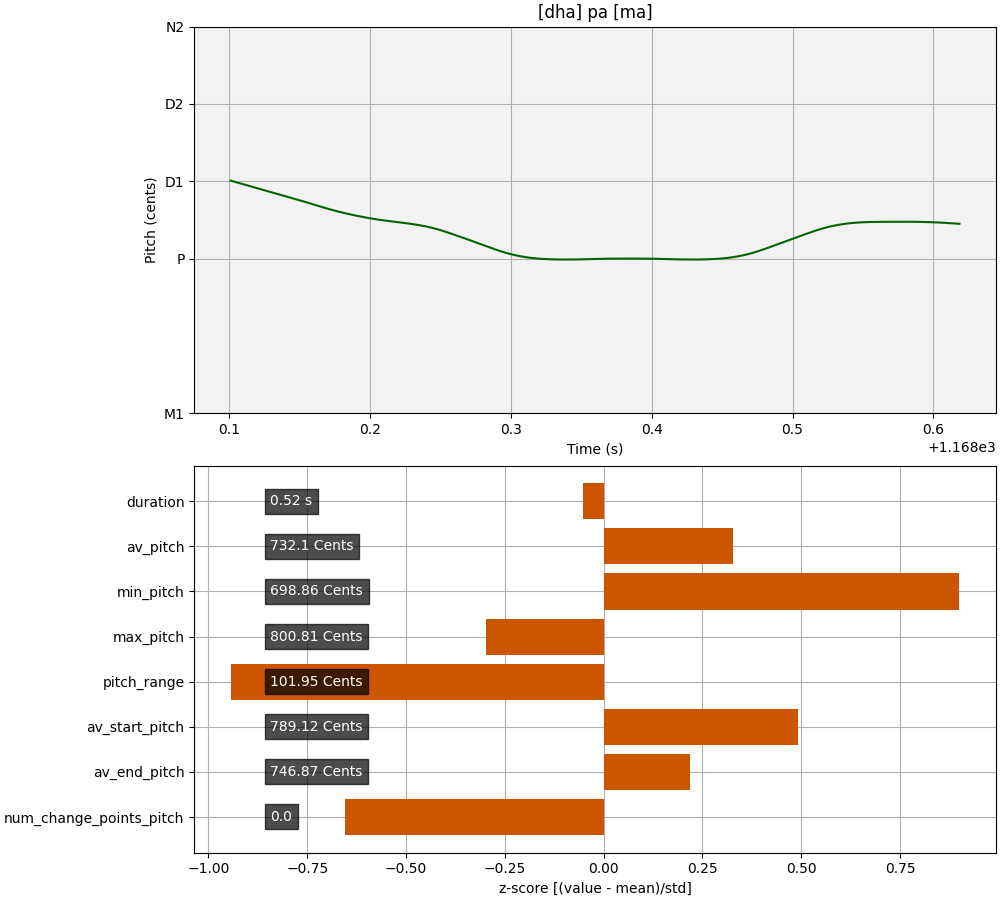 [dha] pa [ma]
N2
D2
D1
P
M1
Pitch (cents)
0.1 0.2 0.3 0.4 0.5 0.6
Time (s)
+1.168e3
duration 0.52 s
av_pitch 732.1 Cents
min_pitch 698.86 Cents
max_pitch 800.81 Cents
pitch_range 101.95 Cents
av_start_pitch 789.12 Cents
av_end_pitch 746.87 Cents
num_change_points_pitch 0.0
−1.00 −0.75 −0.50 −0.25 0.00 0.25 0.50 0.75
z-score [(value - mean)/std]